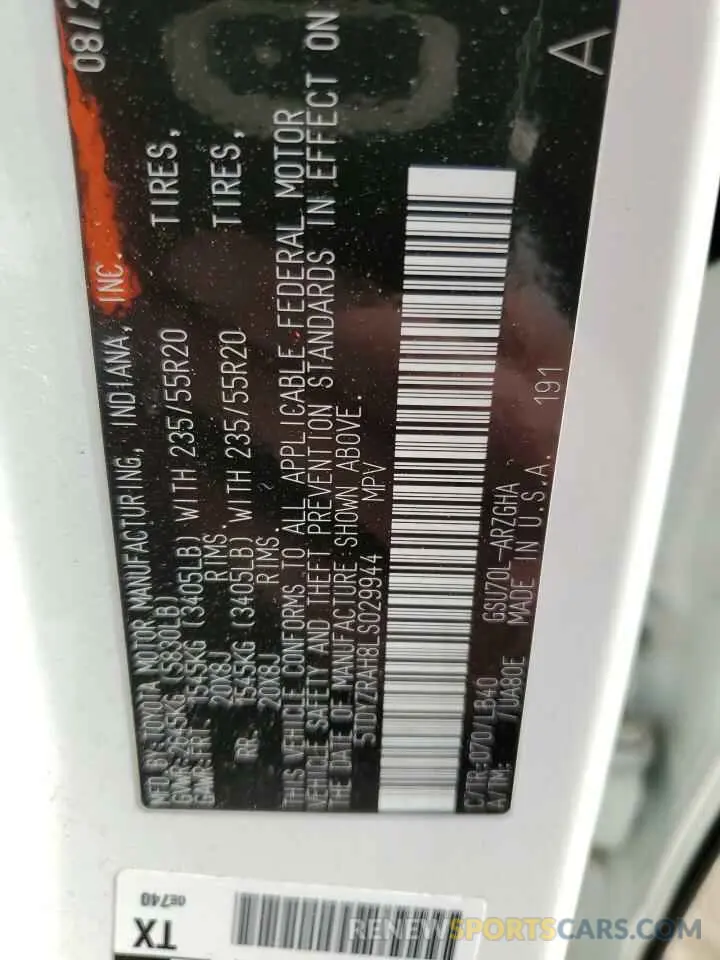 08/2
MFD.BY:TOYOTA MOTOR MANUFACTURING, INDIANA, INC.
GVWR:2645KG (5830LB)
GAWR:FRT- 1545KG (3405LB) WITH 235/55R20 TIRES,
20X8J RIMS.
RR- 1545KG (3405LB) WITH 235/55R20 TIRES,
20X8J RIMS.
THIS VEHICLE CONFORMS TO ALL APPLICABLE FEDERAL MOTOR
VEHICLE SAFETY AND THEFT PREVENTION STANDARDS IN EFFECT ON
THE DATE OF MANUFACTURE SHOWN ABOVE.
5TDYZRAH8LS029944 MPV
C/TR:070/LB40 GSU70L-ARZGHA
A/TM: /UA80E MADE IN U.S.A. 191
A
TX
0E740
RENEWSPORTCAR.COM